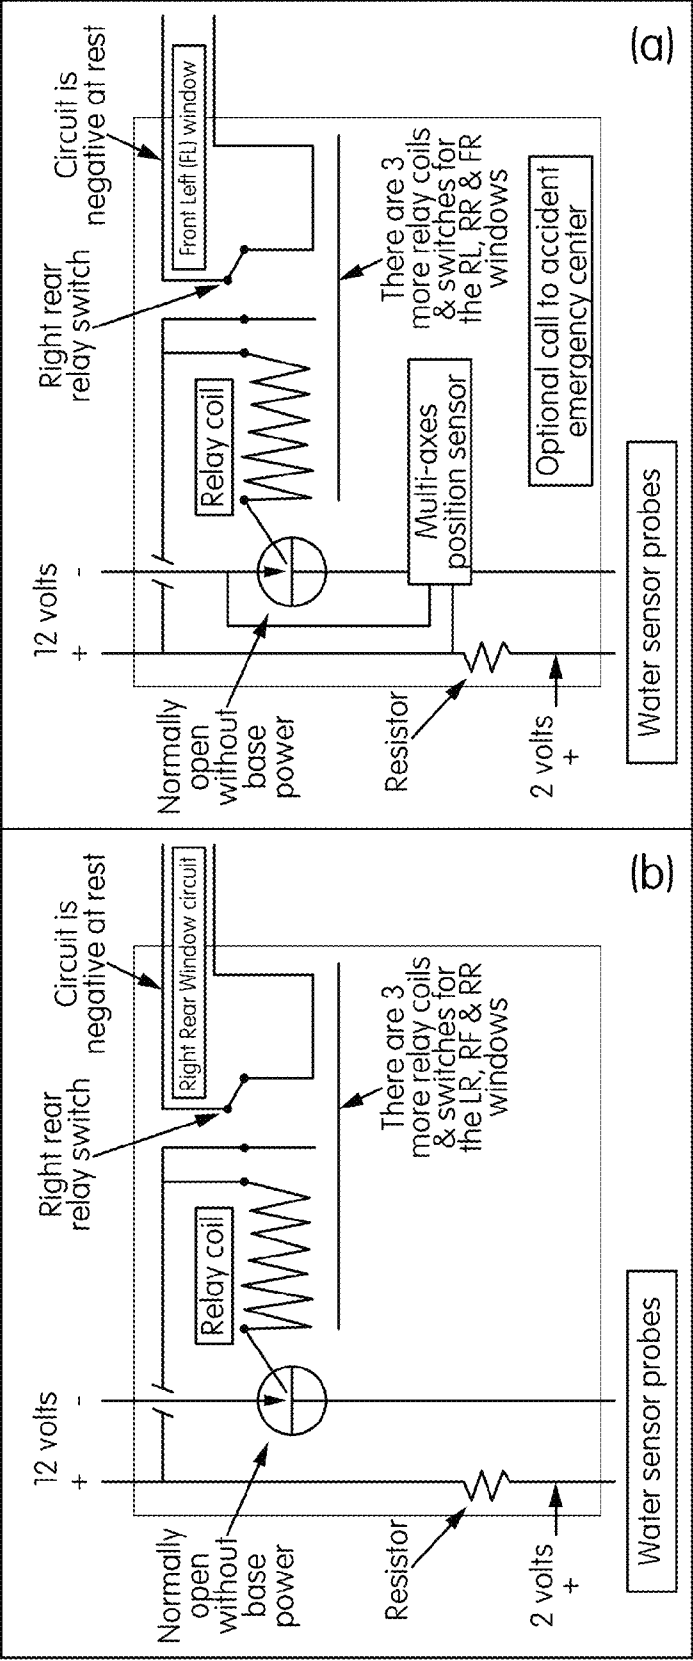 (a)
Circuit is
negative at rest
Front Left (FL) window
Right rear
relay switch
Relay coil
12 volts
-
+
Normally
open
without
base
power
There are 3
more relay coils
& switches for
the RL, RR & FR
windows
Multi-axes
position sensor
Optional call to accident
emergency center
Resistor
2 volts
+
Water sensor probes
(b)
Circuit is
negative at rest
Right Rear Window circuit
Right rear
relay switch
Relay coil
12 volts
-
+
Normally
open
without
base
power
There are 3
more relay coils
& switches for
the LR, RF & RR
windows
Resistor
2 volts
+
Water sensor probes